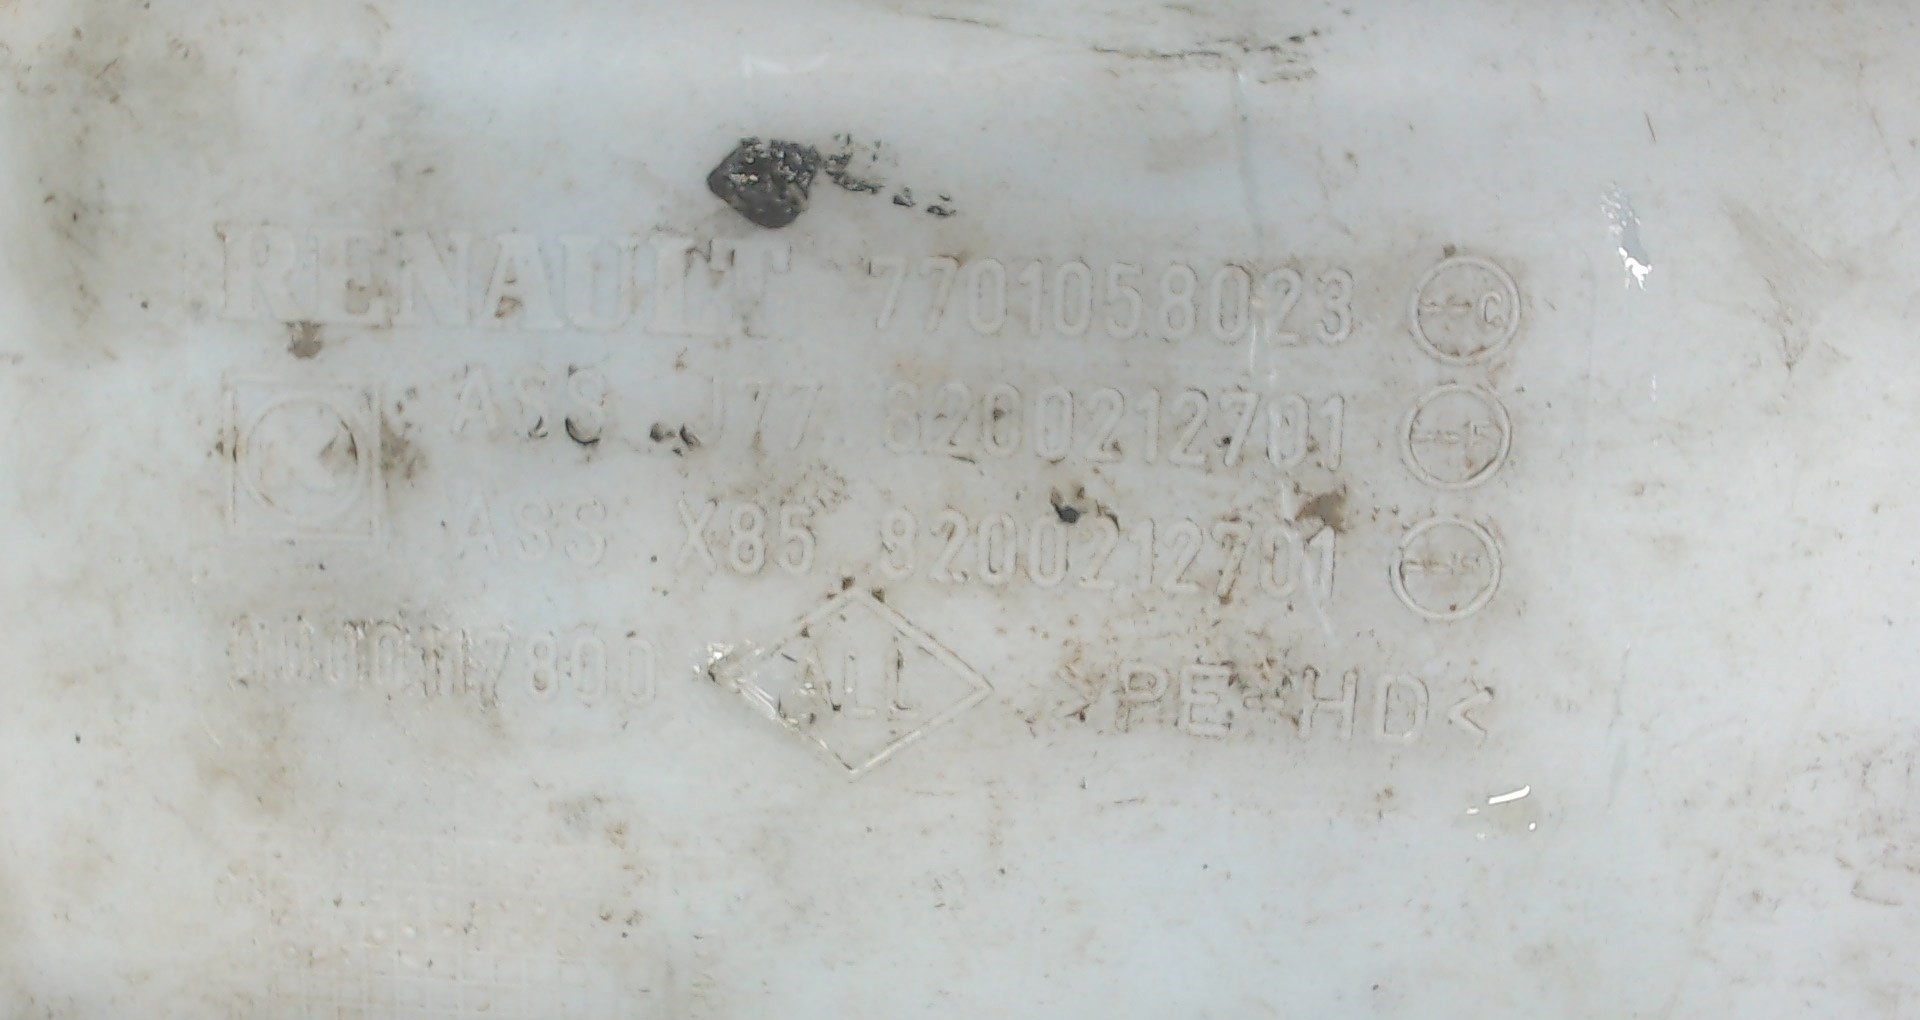 RENAULT 7701058023 C
ASS J77 8200212701
ASS X85 8200212701
ALL >PE-HD<